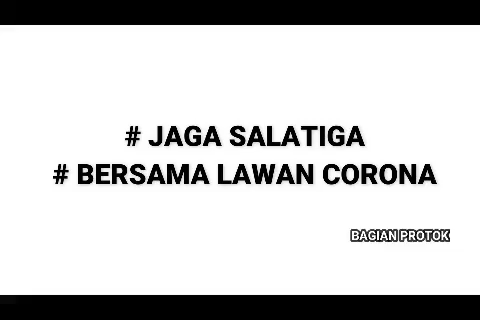 # JAGA SALATIGA
# BERSAMA LAWAN CORONA
BAGIAN PROTOK